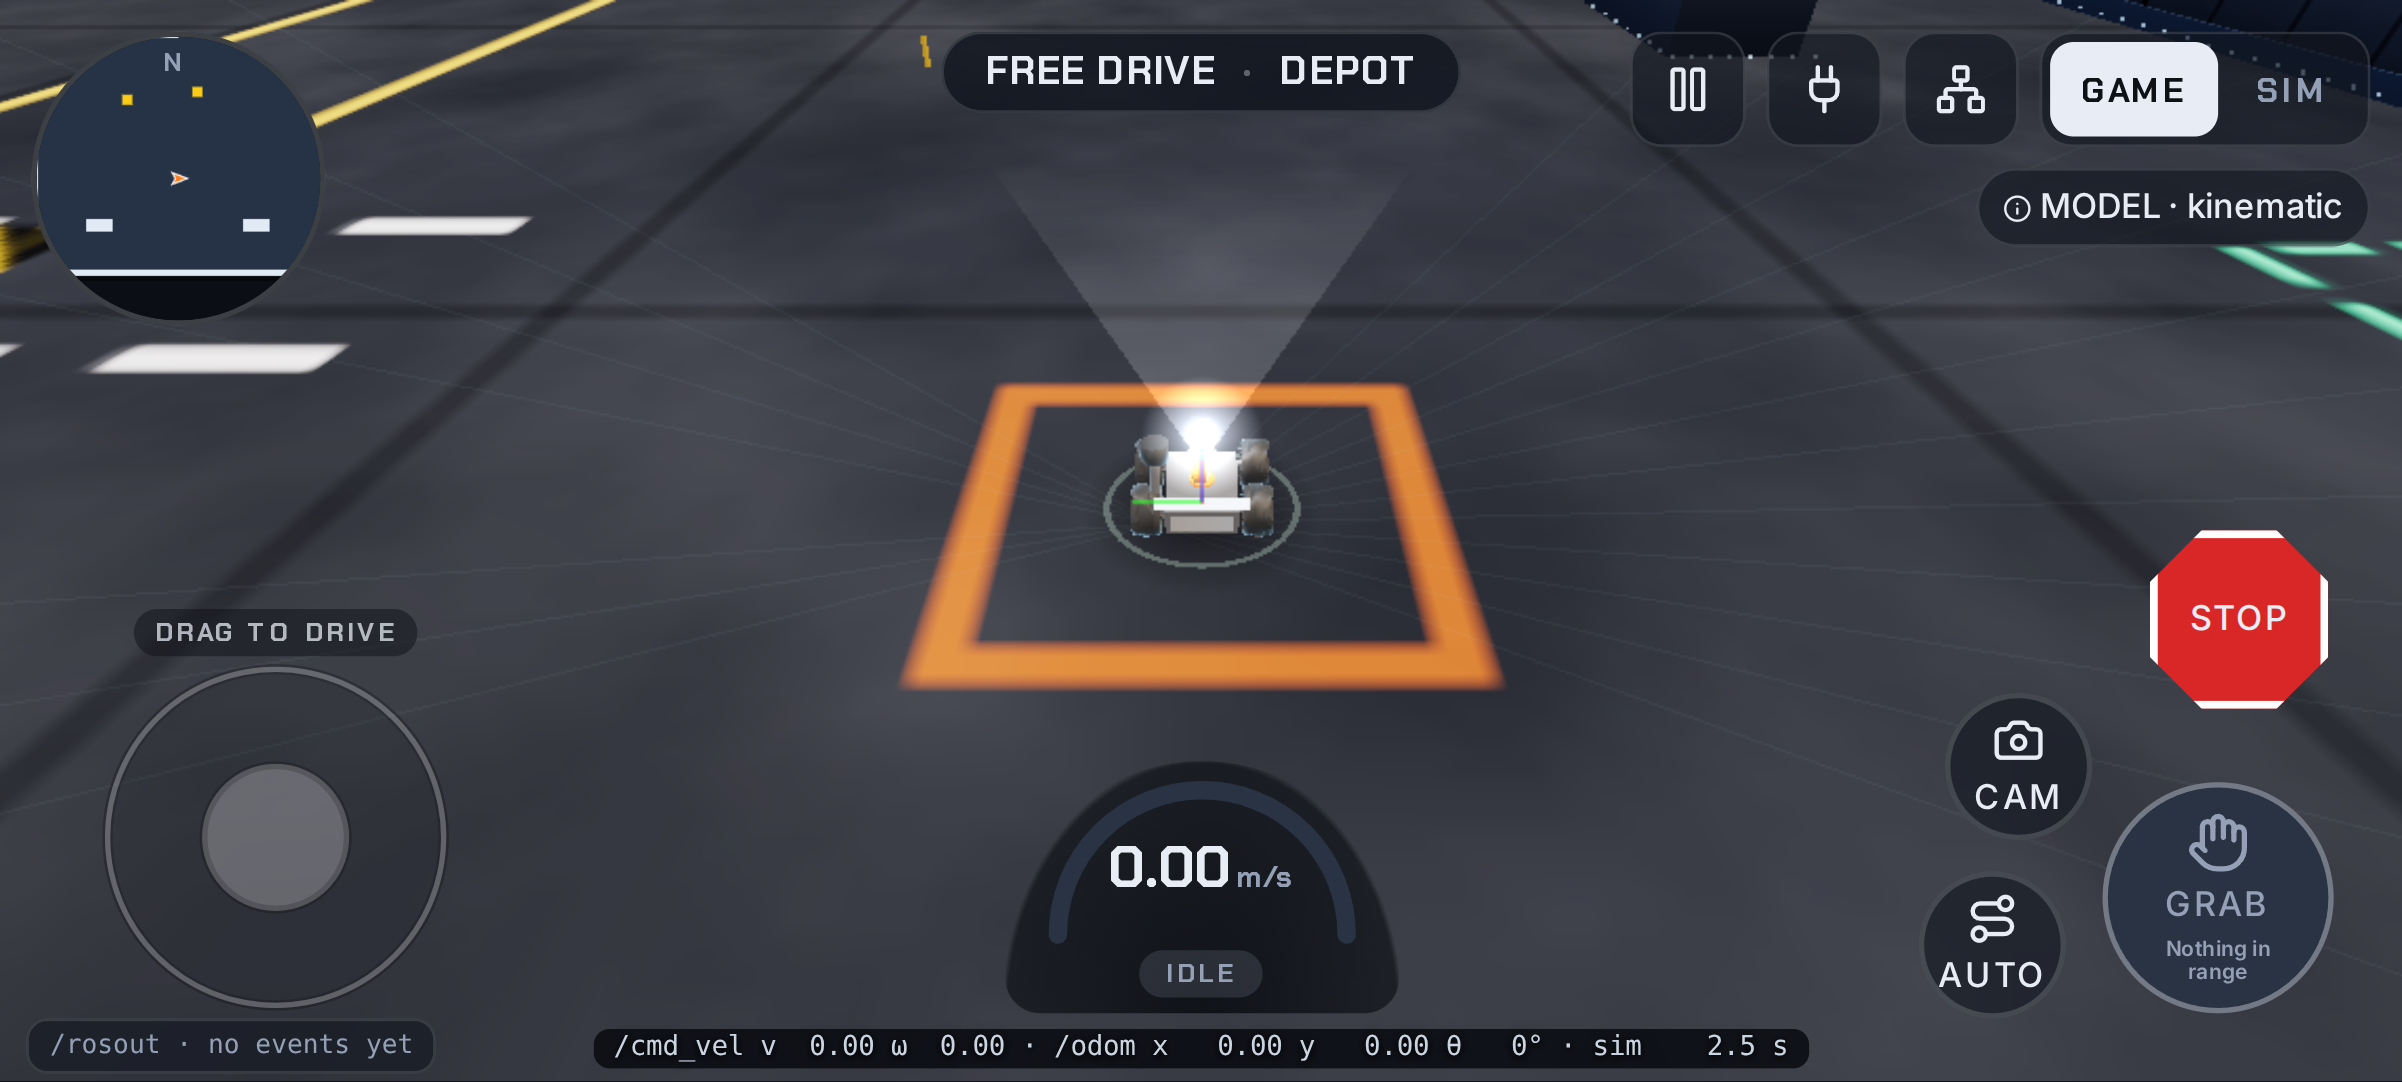 N
FREE DRIVE · DEPOT
GAME SIM
MODEL · kinematic
DRAG TO DRIVE
STOP
CAM
0.00 m/s
GRAB
Nothing in
range
IDLE
AUTO
/rosout · no events yet
/cmd_vel v 0.00 ω 0.00 · /odom x 0.00 y 0.00 θ 0° · sim 2.5 s